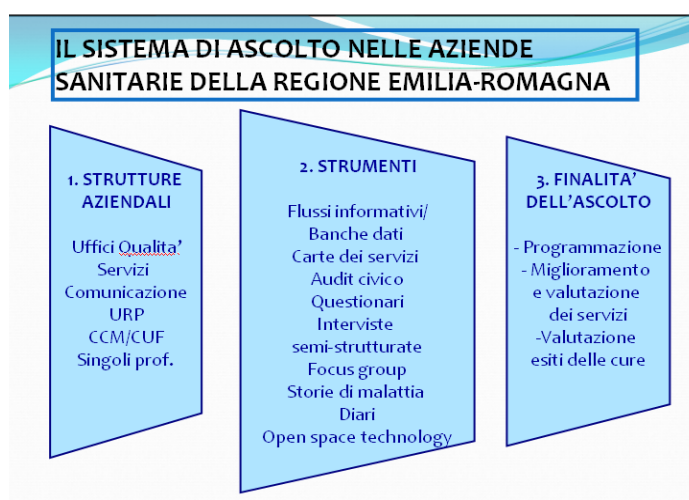 IL SISTEMA DI ASCOLTO NELLE AZIENDE
SANITARIE DELLA REGIONE EMILIA-ROMAGNA
1. STRUTTURE
AZIENDALI
Uffici Qualita'
Servizi
Comunicazione
URP
CCM/CUF
Singoli prof.
2. STRUMENTI
Flussi informativi/
Banche dati
Carte dei servizi
Audit civico
Questionari
Interviste
semi-strutturate
Focus group
Storie di malattia
Diari
Open space technology
3. FINALITA'
DELL'ASCOLTO
- Programmazione
- Miglioramento
e valutazione
dei servizi
-Valutazione
esiti delle cure